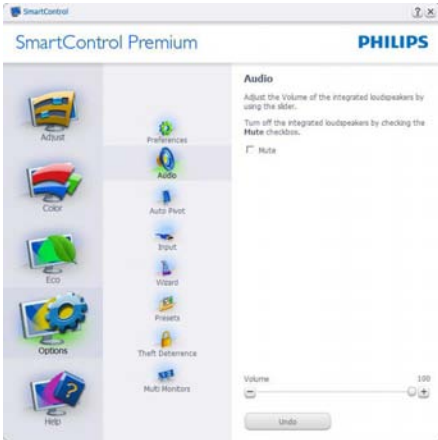 SmartControl
? ×
SmartControl Premium
PHILIPS
Adjust
Color
Eco
Options
Help
Preferences
Audio
Auto Pivot
Input
Wizard
Presets
Theft Deterrence
Multi Monitors
Audio
Adjust the Volume of the integrated loudspeakers by
using the slider.
Turn off the integrated loudspeakers by checking the
Mute checkbox.
Mute
Volume 100
Undo